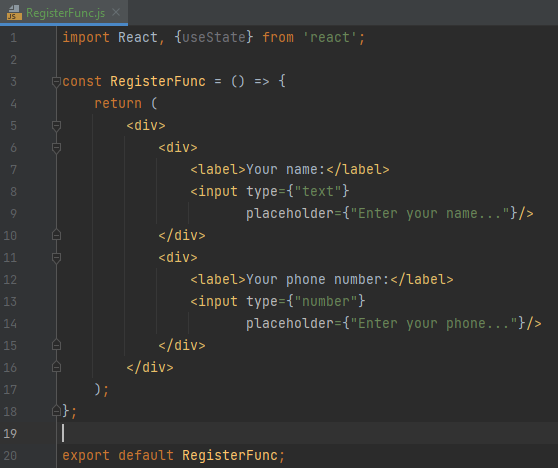 RegisterFunc.js
1 import React, {useState} from 'react';
2
3 const RegisterFunc = () => {
4     return (
5         <div>
6             <div>
7                 <label>Your name:</label>
8                 <input type={"text"}
9                        placeholder={"Enter your name..."}/>
10             </div>
11             <div>
12                 <label>Your phone number:</label>
13                 <input type={"number"}
14                        placeholder={"Enter your phone..."}/>
15             </div>
16         </div>
17     );
18 };
19
20 export default RegisterFunc;